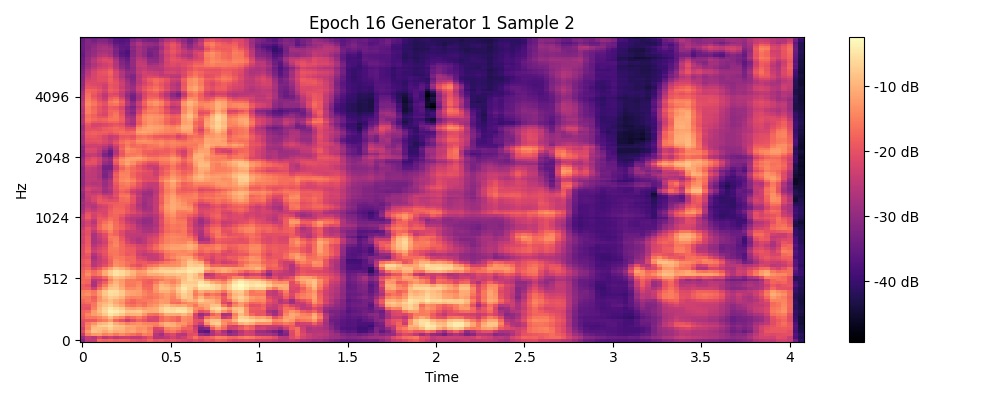 Epoch 16 Generator 1 Sample 2
Hz
4096
2048
1024
512
0
0 0.5 1 1.5 2 2.5 3 3.5 4
Time
-10 dB
-20 dB
-30 dB
-40 dB